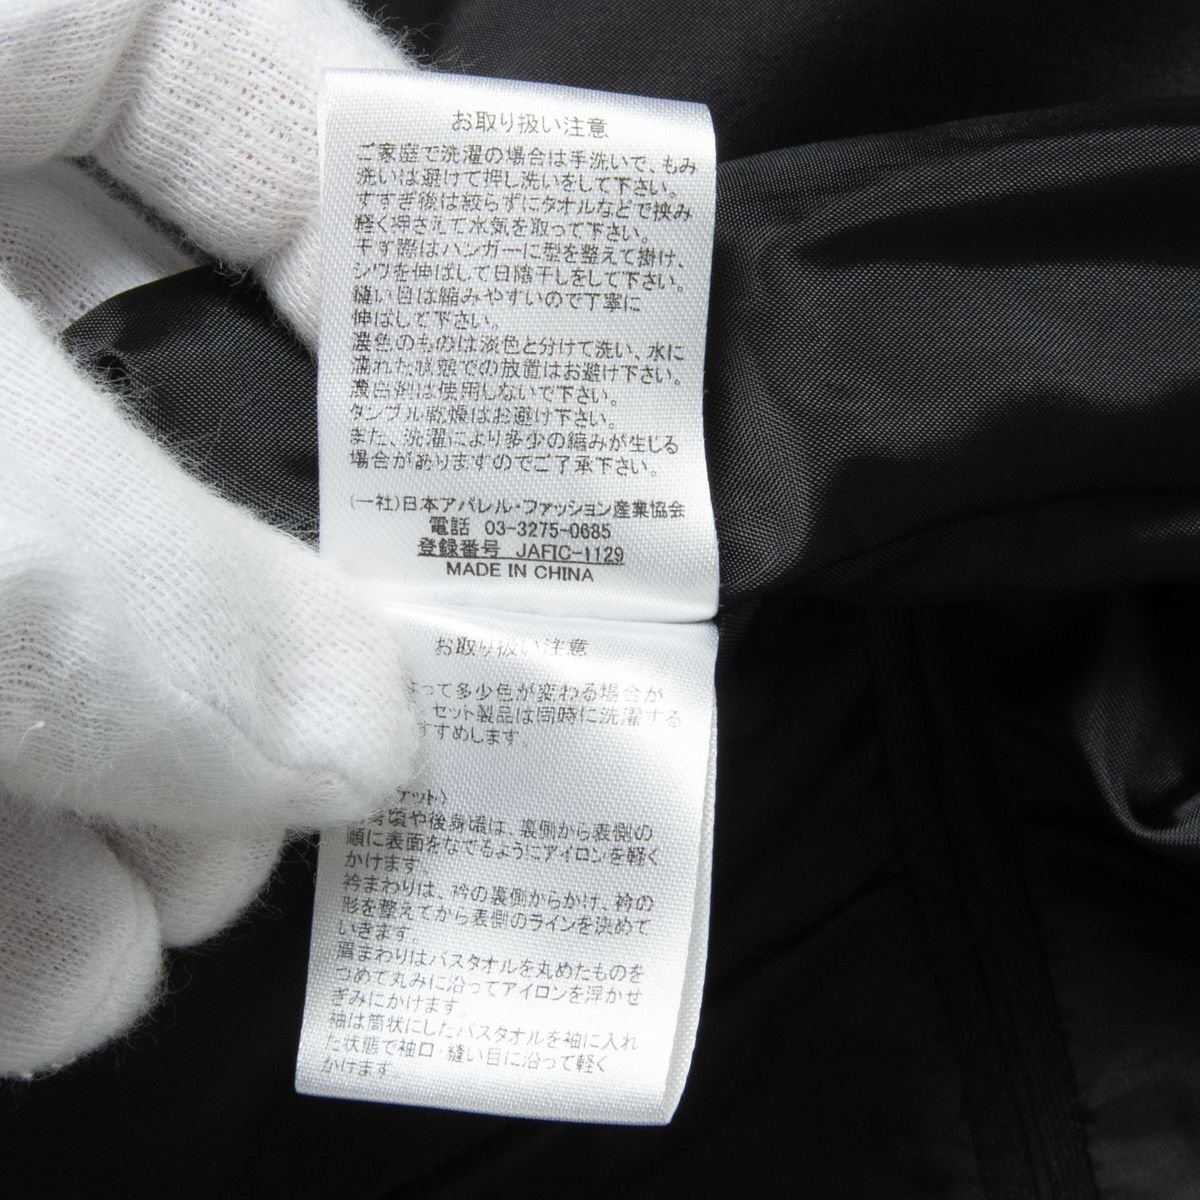 お取り扱い注意
ご家庭で洗濯の場合は手洗いで、もみ
洗いは避けて押し洗いをして下さい。
すすぎ後は絞らずにタオルなどで挟み
軽く押さえて水気を取って下さい。
干す際はハンガーに型を整えて掛け、
シワを伸ばして日陰干しをして下さい。
縫い目は縮みやすいので丁寧に
伸ばして下さい。
濃色のものは淡色と分けて洗い、水に
濡れた状態での放置はお避け下さい。
漂白剤は使用しないで下さい。
タンブル乾燥はお避け下さい。
また、洗濯により多少の縮みが生じる
場合がありますのでご了承下さい。
(一社)日本アパレル・ファッション産業協会
電話 03-3275-0685
登録番号 JAFIC-1129
MADE IN CHINA
お取り扱い注意
よって多少色が変わる場合が
セット製品は同時に洗濯する
すすめします。
ケット〉
身頃や後身頃は、裏側から表側の
順に表面をなでるようにアイロンを軽く
かけます。
衿まわりは、衿の裏側からかけ、衿の
形を整えてから表側のラインを決めて
いきます。
肩まわりはバスタオルを丸めたものを
つめて丸みに沿ってアイロンを浮かせ
ぎみにかけます。
袖は筒状にしたバスタオルを袖に入れ
た状態で袖口・縫い目に沿って軽く
かけます。